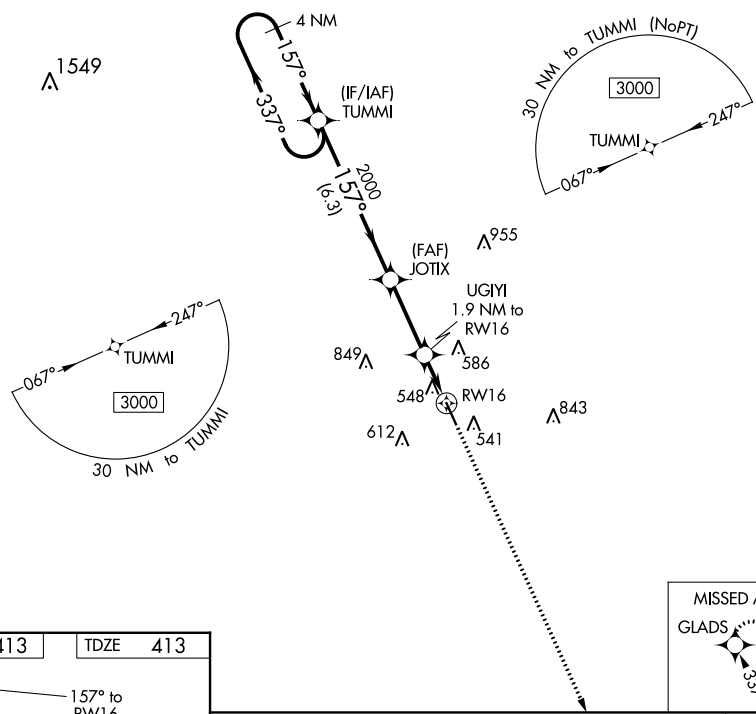 4 NM
1549
157°
337°
(IF/IAF)
TUMMI
30 NM to TUMMI (NoPT)
3000
TUMMI
247°
067°
2000
157°
(6.3)
955
(FAF)
JOTIX
UGIYI
1.9 NM to
RW16
247°
067°
TUMMI
3000
30 NM to TUMMI
849
586
548
RW16
843
541
612
413
TDZE 413
157° to
RW16
MISSED A
GLADS
33